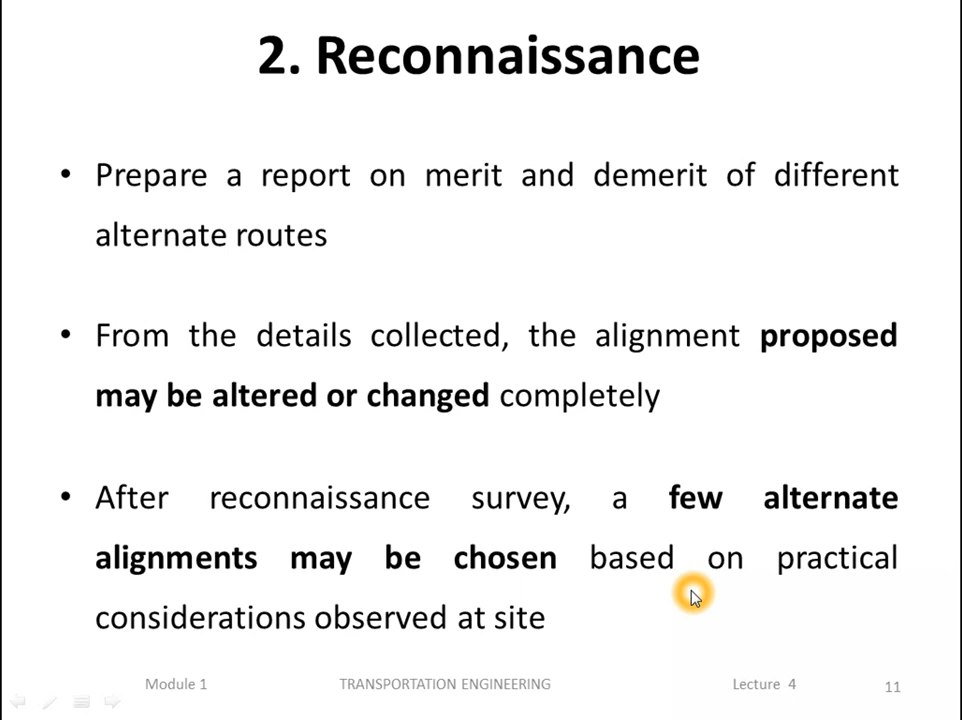 2. Reconnaissance
• Prepare a report on merit and demerit of different
alternate routes
• From the details collected, the alignment proposed
may be altered or changed completely
• After reconnaissance survey, a few alternate
alignments may be chosen based on practical
considerations observed at site
Module 1 TRANSPORTATION ENGINEERING Lecture 4 11